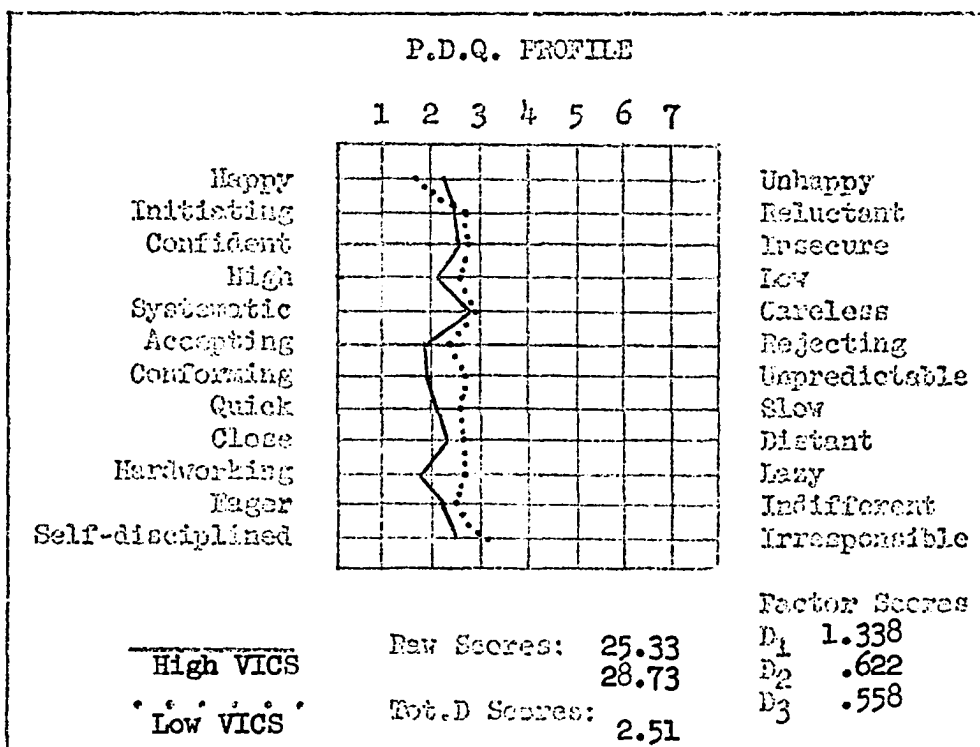 P.D.Q. PROFILE
1 2 3 4 5 6 7
Happy Unhappy
Initiating Reluctant
Confident Insecure
High Low
Systematic Careless
Accepting Rejecting
Conforming Unpredictable
Quick Slow
Close Distant
Hardworking Lazy
Eager Indifferent
Self-disciplined Irresponsible
Factor Scores
High VICS Raw Scores: 25.33 D1 1.338
28.73 D2 .622
Low VICS Tot.D Scores: 2.51 D3 .558